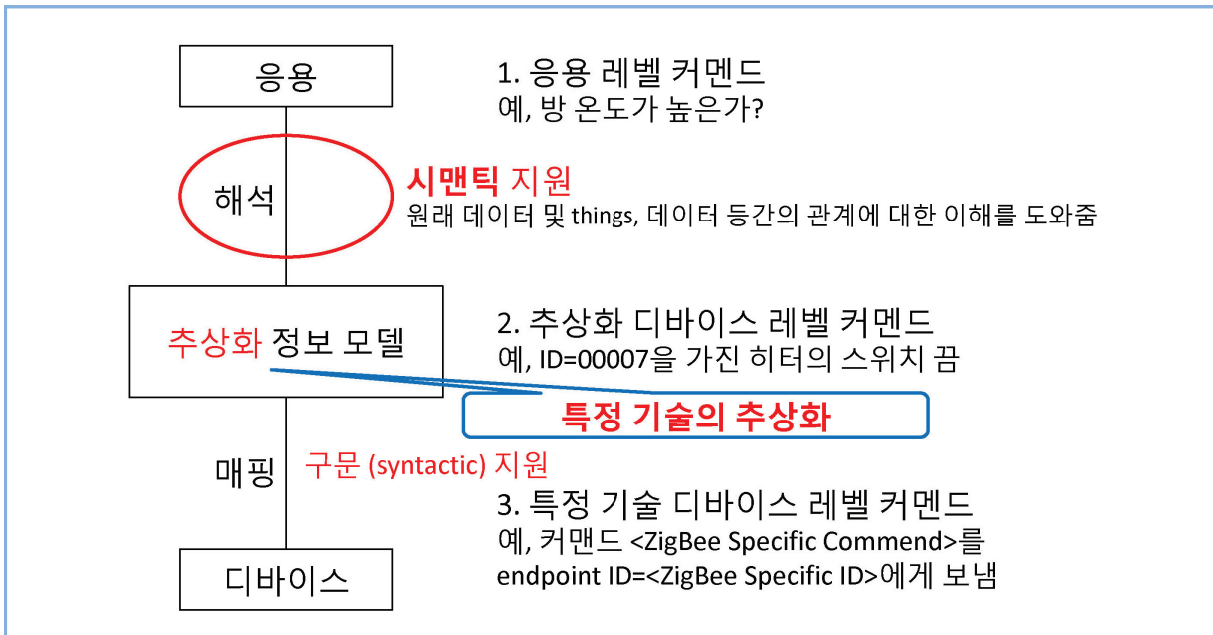 응용
1. 응용 레벨 커멘드
예, 방 온도가 높은가?
해석
시맨틱 지원
원래 데이터 및 things, 데이터 등간의 관계에 대한 이해를 도와줌
추상화 정보 모델
2. 추상화 디바이스 레벨 커멘드
예, ID=00007을 가진 히터의 스위치 끔
특정 기술의 추상화
매핑
구문 (syntactic) 지원
3. 특정 기술 디바이스 레벨 커멘드
예, 커맨드 <ZigBee Specific Commend>를
endpoint ID=<ZigBee Specific ID>에게 보냄
디바이스